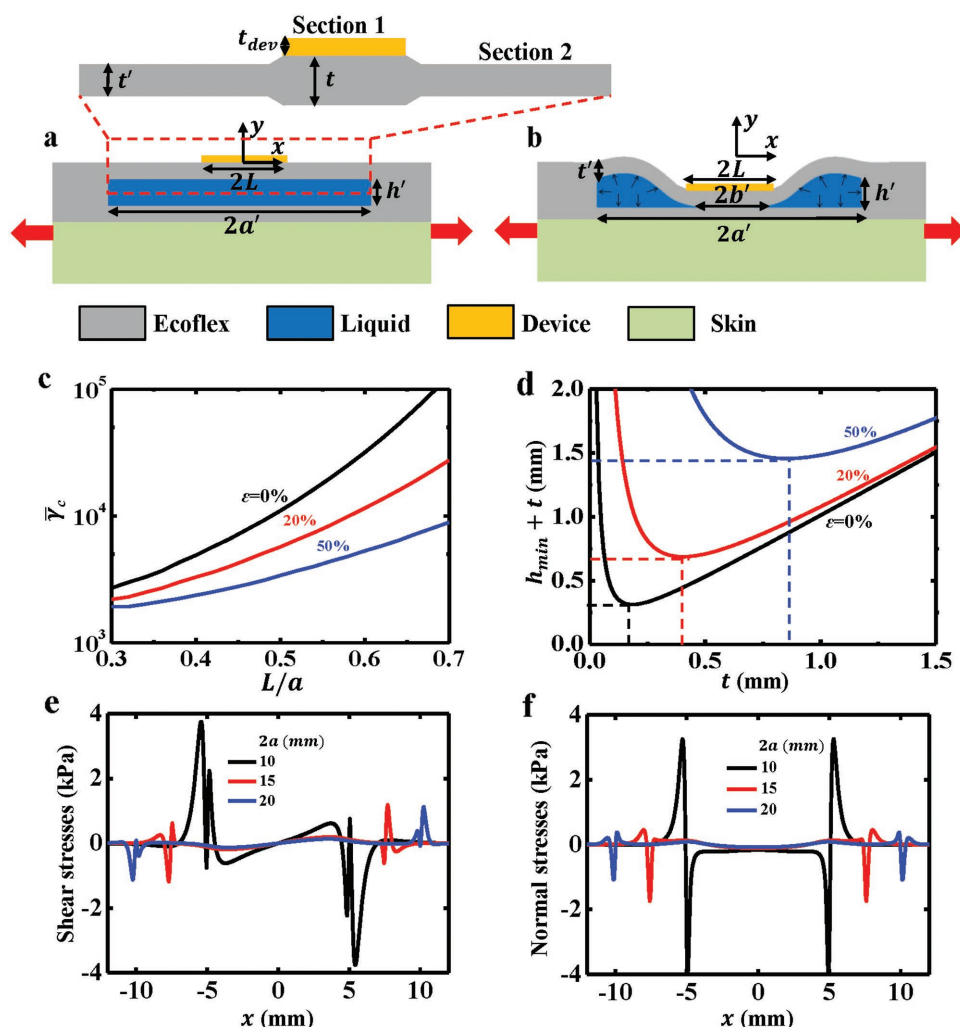 Section 1
t_dev
Section 2
t'
t
a
y
x
2L
h'
2a'
b
y
x
t'
2L
2b'
h'
2a'
Ecoflex
Liquid
Device
Skin
c
10^5
10^4
10^3
γ̄_c
ε=0%
20%
50%
0.3 0.4 0.5 0.6 0.7
L/a
d
2.0
1.5
1.0
0.5
0.0
h_min + t (mm)
50%
20%
ε=0%
0.0 0.5 1.0 1.5
t (mm)
e
4
2
0
-2
-4
Shear stresses (kPa)
2a (mm)
10
15
20
-10 -5 0 5 10
x (mm)
f
4
2
0
-2
-4
Normal stresses (kPa)
2a (mm)
10
15
20
-10 -5 0 5 10
x (mm)